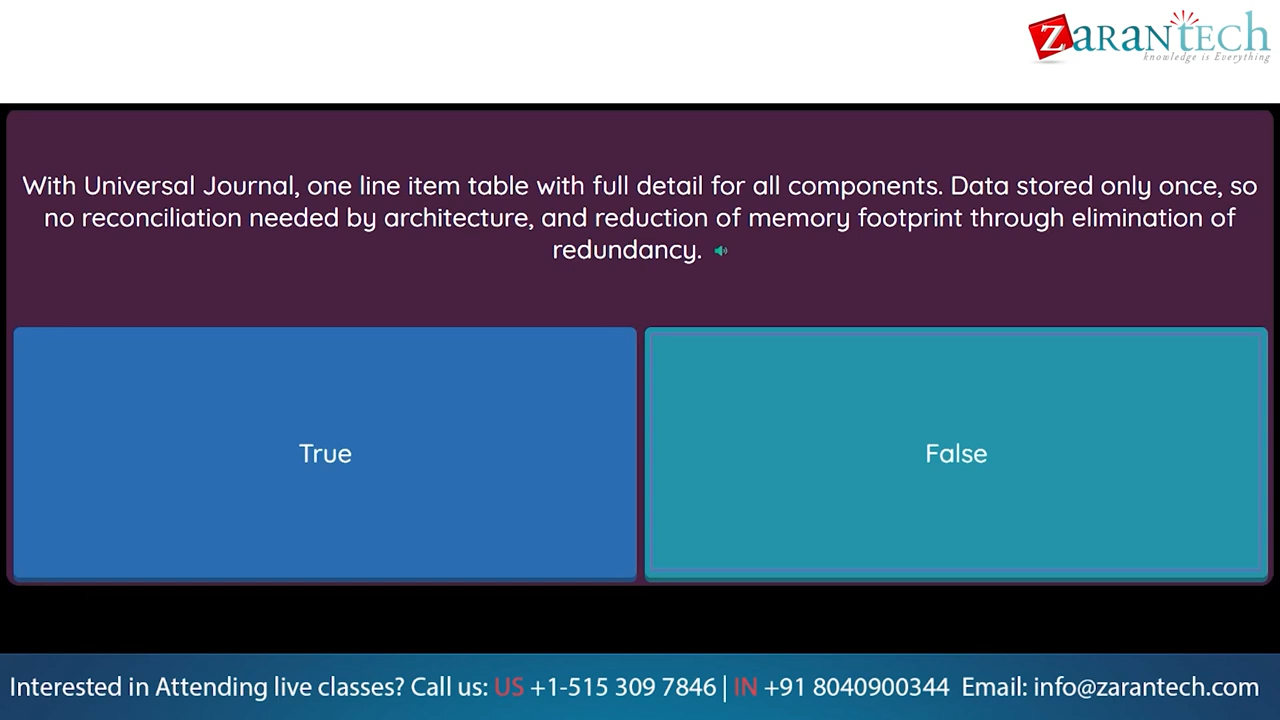 ZARANTECH
knowledge is Everything
With Universal Journal, one line item table with full detail for all components. Data stored only once, so
no reconciliation needed by architecture, and reduction of memory footprint through elimination of
redundancy.
True
False
Interested in Attending live classes? Call us: US +1-515 309 7846 | IN +91 8040900344 Email: info@zarantech.com